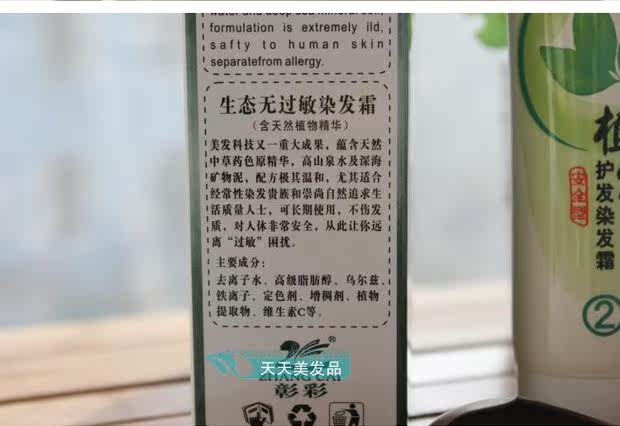 formulation is extremely ild,
safty to human skin
separatefrom allergy.
生态无过敏染发霜
（含天然植物精华）
美发科技又一重大成果，蕴含天然
中草药色原精华，高山泉水及深海
矿物泥，配方极其温和，尤其适合
经常性染发贵族和崇尚自然追求生
活质量人士，可长期使用，不伤发
质，对人体非常安全，从此让你远
离“过敏”困扰。
主要成分：
去离子水、高级脂肪醇、乌尔兹、
铁离子、定色剂、增稠剂、植物
提取物、维生素C等。
®
天天美发品
ZHANG CAI
彰彩
植
护发染发霜
安全型
②